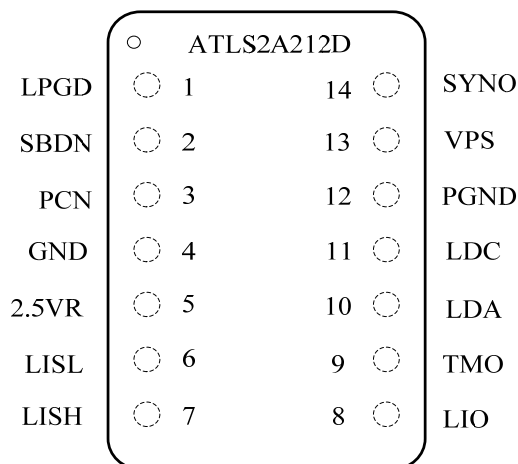 ATLS2A212D
LPGD 1 14 SYNO
SBDN 2 13 VPS
PCN 3 12 PGND
GND 4 11 LDC
2.5VR 5 10 LDA
LISL 6 9 TMO
LISH 7 8 LIO